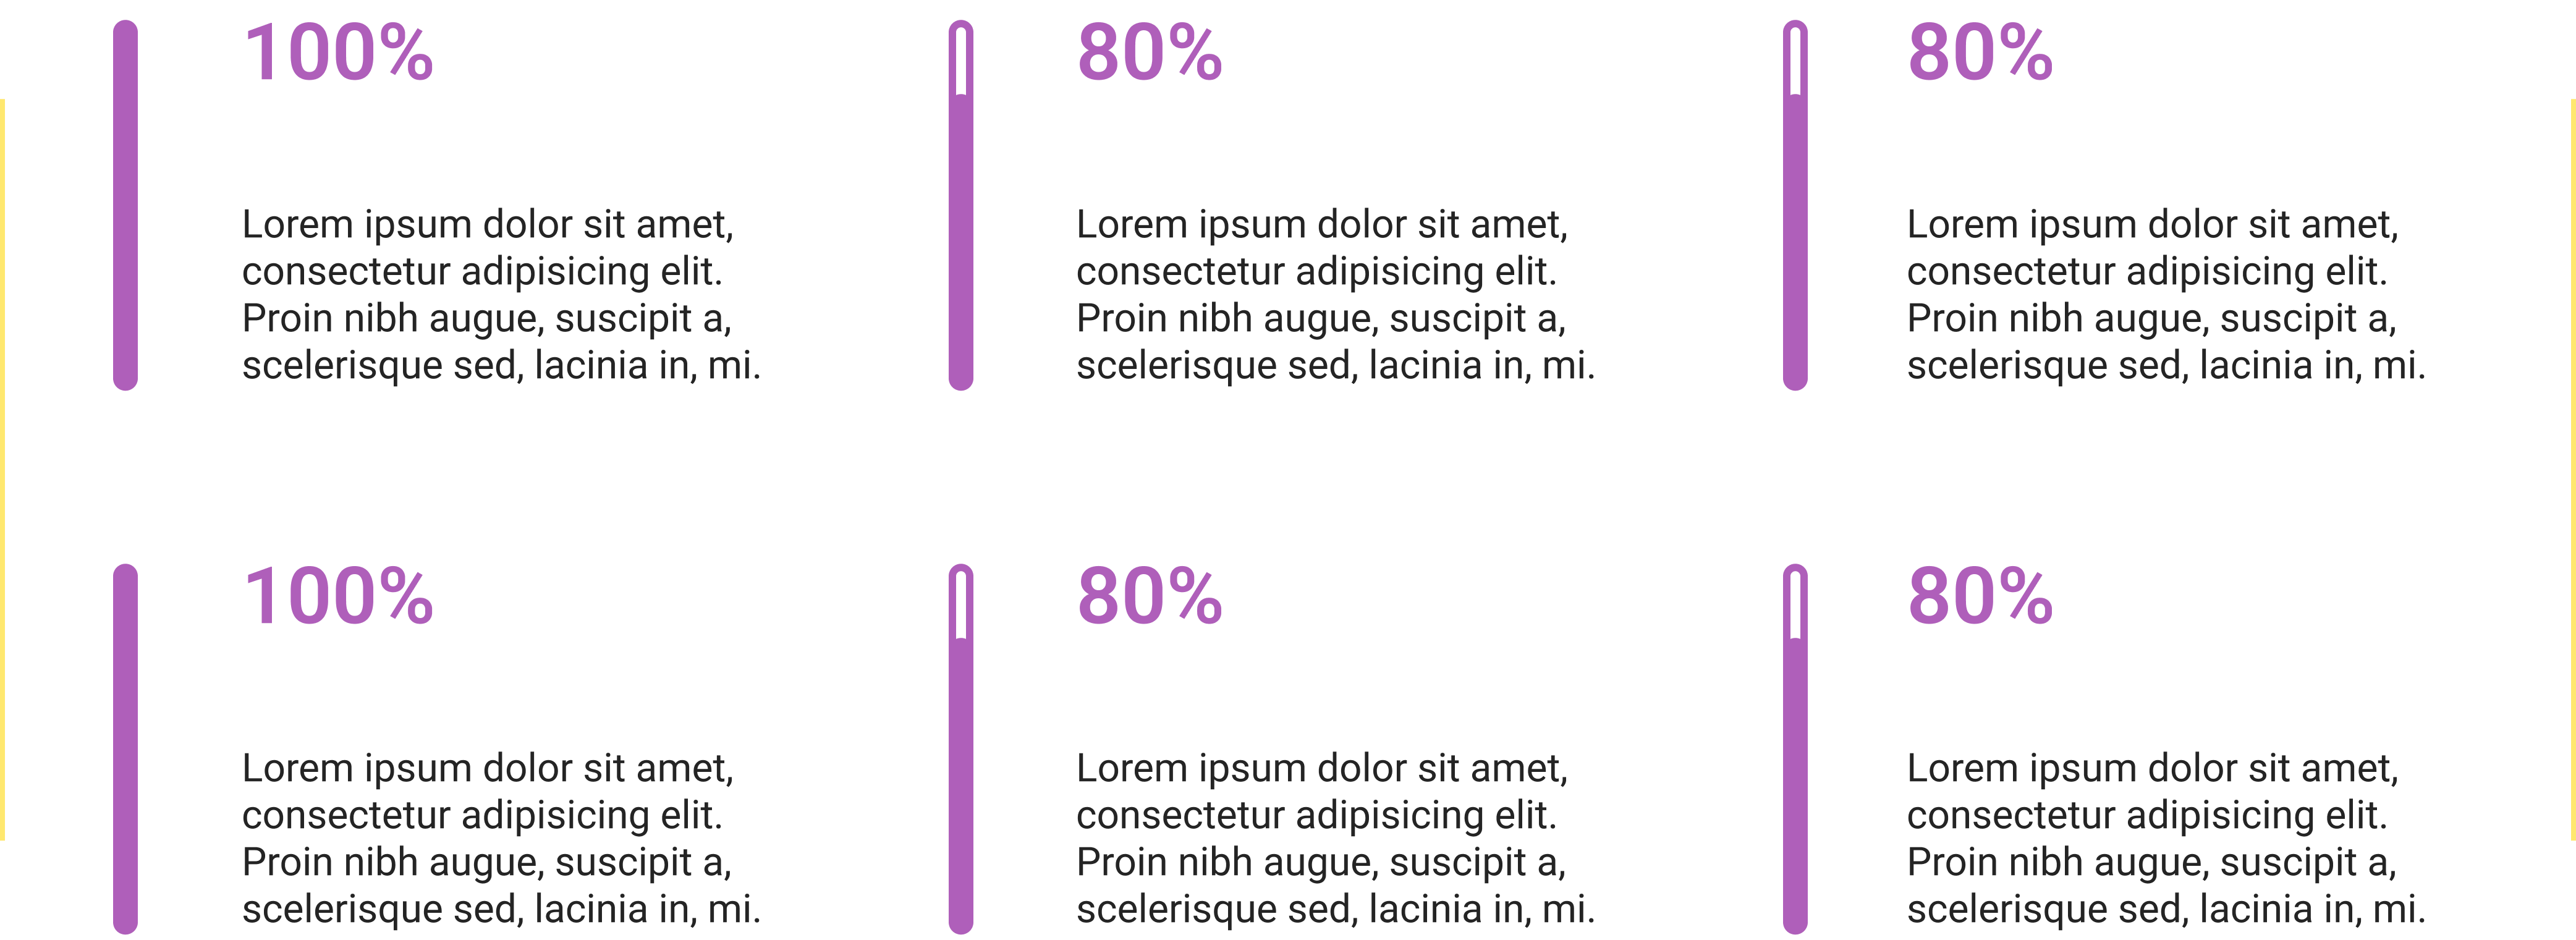 100%
Lorem ipsum dolor sit amet,
consectetur adipisicing elit.
Proin nibh augue, suscipit a,
scelerisque sed, lacinia in, mi.
80%
Lorem ipsum dolor sit amet,
consectetur adipisicing elit.
Proin nibh augue, suscipit a,
scelerisque sed, lacinia in, mi.
80%
Lorem ipsum dolor sit amet,
consectetur adipisicing elit.
Proin nibh augue, suscipit a,
scelerisque sed, lacinia in, mi.
100%
Lorem ipsum dolor sit amet,
consectetur adipisicing elit.
Proin nibh augue, suscipit a,
scelerisque sed, lacinia in, mi.
80%
Lorem ipsum dolor sit amet,
consectetur adipisicing elit.
Proin nibh augue, suscipit a,
scelerisque sed, lacinia in, mi.
80%
Lorem ipsum dolor sit amet,
consectetur adipisicing elit.
Proin nibh augue, suscipit a,
scelerisque sed, lacinia in, mi.